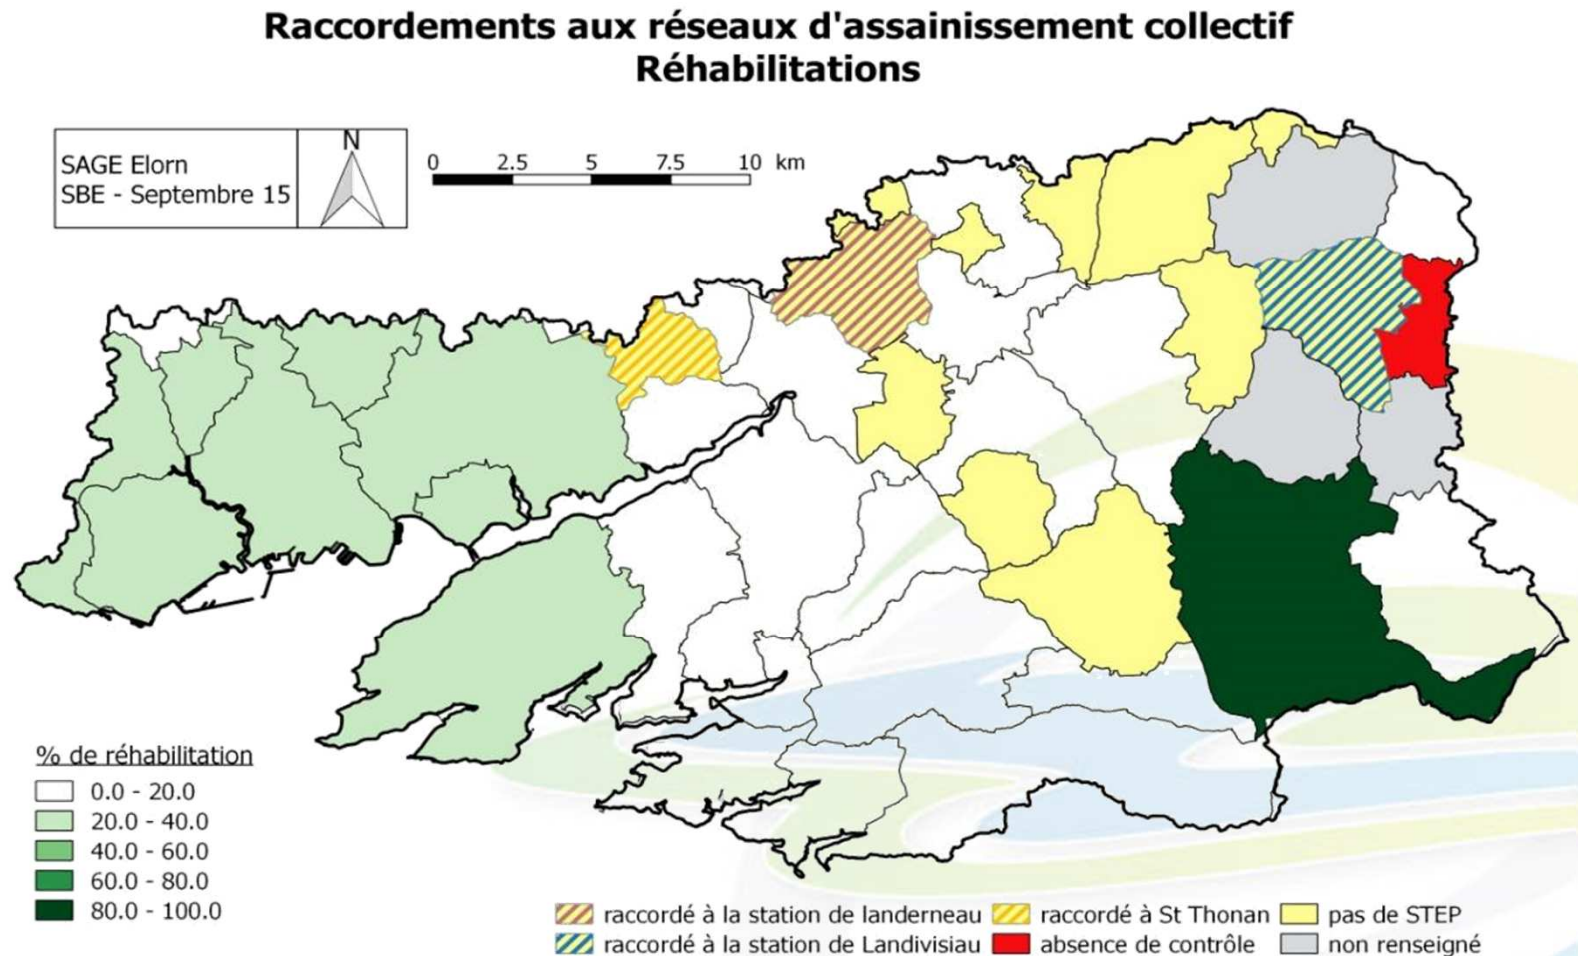 Raccordements aux réseaux d'assainissement collectif
Réhabilitations
SAGE Elorn
SBE - Septembre 15
N
0 2.5 5 7.5 10 km
% de réhabilitation
0.0 - 20.0
20.0 - 40.0
40.0 - 60.0
60.0 - 80.0
80.0 - 100.0
raccordé à la station de landerneau
raccordé à St Thonan
pas de STEP
raccordé à la station de Landivisiau
absence de contrôle
non renseigné